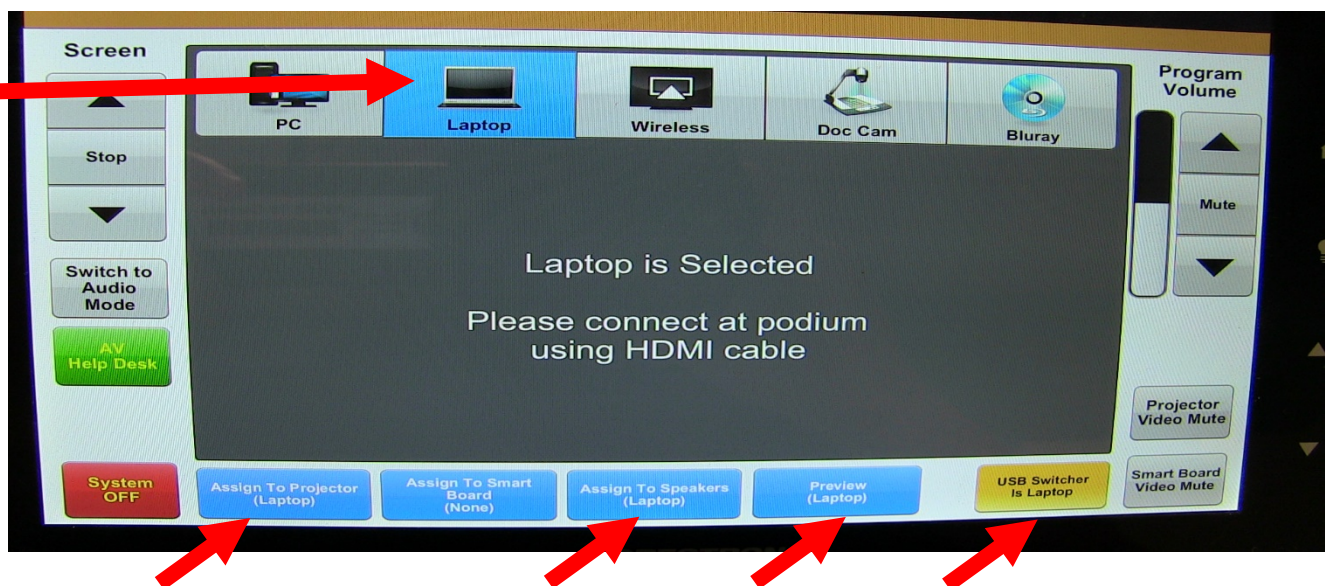 Screen
Stop
Switch to
Audio
Mode
AV
Help Desk
System
OFF
PC
Laptop
Wireless
Doc Cam
Bluray
Laptop is Selected
Please connect at podium
using HDMI cable
Assign To Projector
(Laptop)
Assign To Smart
Board
(None)
Assign To Speakers
(Laptop)
Preview
(Laptop)
USB Switcher
Is Laptop
Program
Volume
Mute
Projector
Video Mute
Smart Board
Video Mute